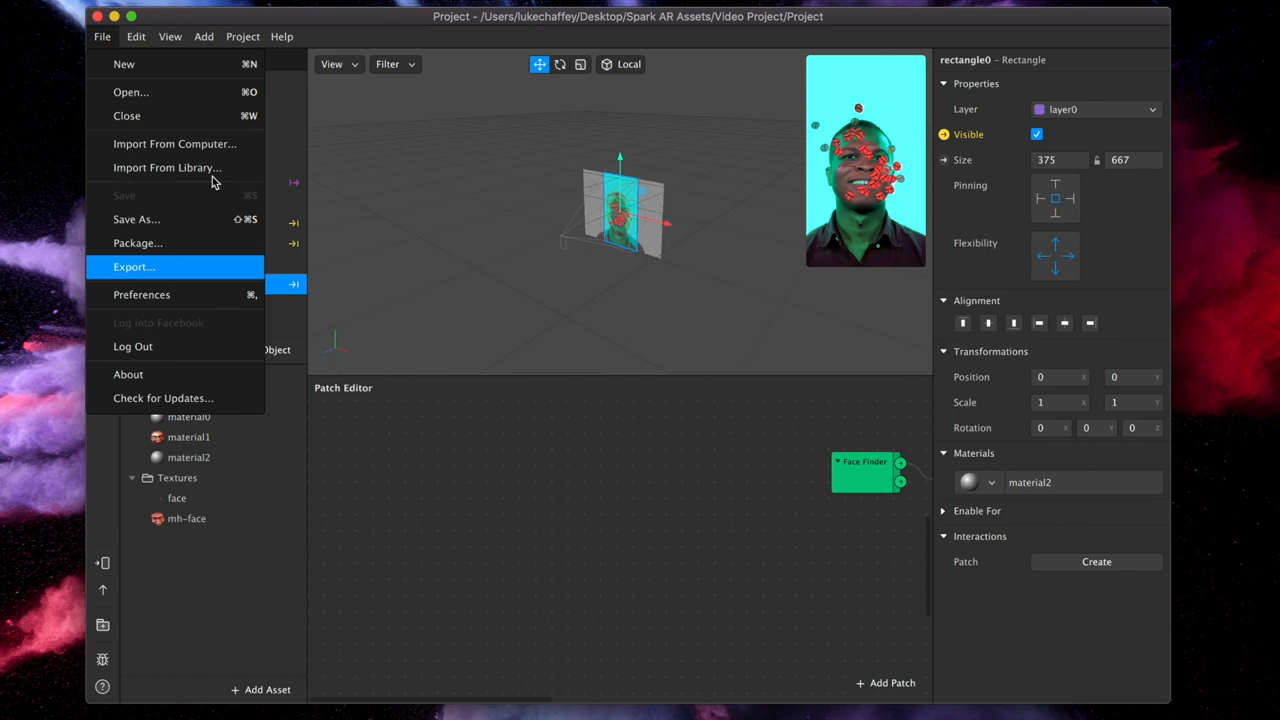 Project - /Users/lukechaffey/Desktop/Spark AR Assets/Video Project/Project
File Edit View Add Project Help
New ⌘N
Open... ⌘O
Close ⌘W
Import From Computer...
Import From Library...
Save ⌘S
Save As... ⇧⌘S
Package...
Export...
Preferences ⌘,
Log into Facebook
Log Out
About
Check for Updates...
Object
material0
material1
material2
Textures
face
mh-face
+ Add Asset
View Filter Local
Patch Editor
Face Finder
+ Add Patch
rectangle0 - Rectangle
Properties
Layer layer0
Visible
Size 375 667
Pinning
Flexibility
Alignment
Transformations
Position 0 X 0 Y
Scale 1 X 1 Y
Rotation 0 X 0 Y 0 Z
Materials
material2
Enable For
Interactions
Patch Create